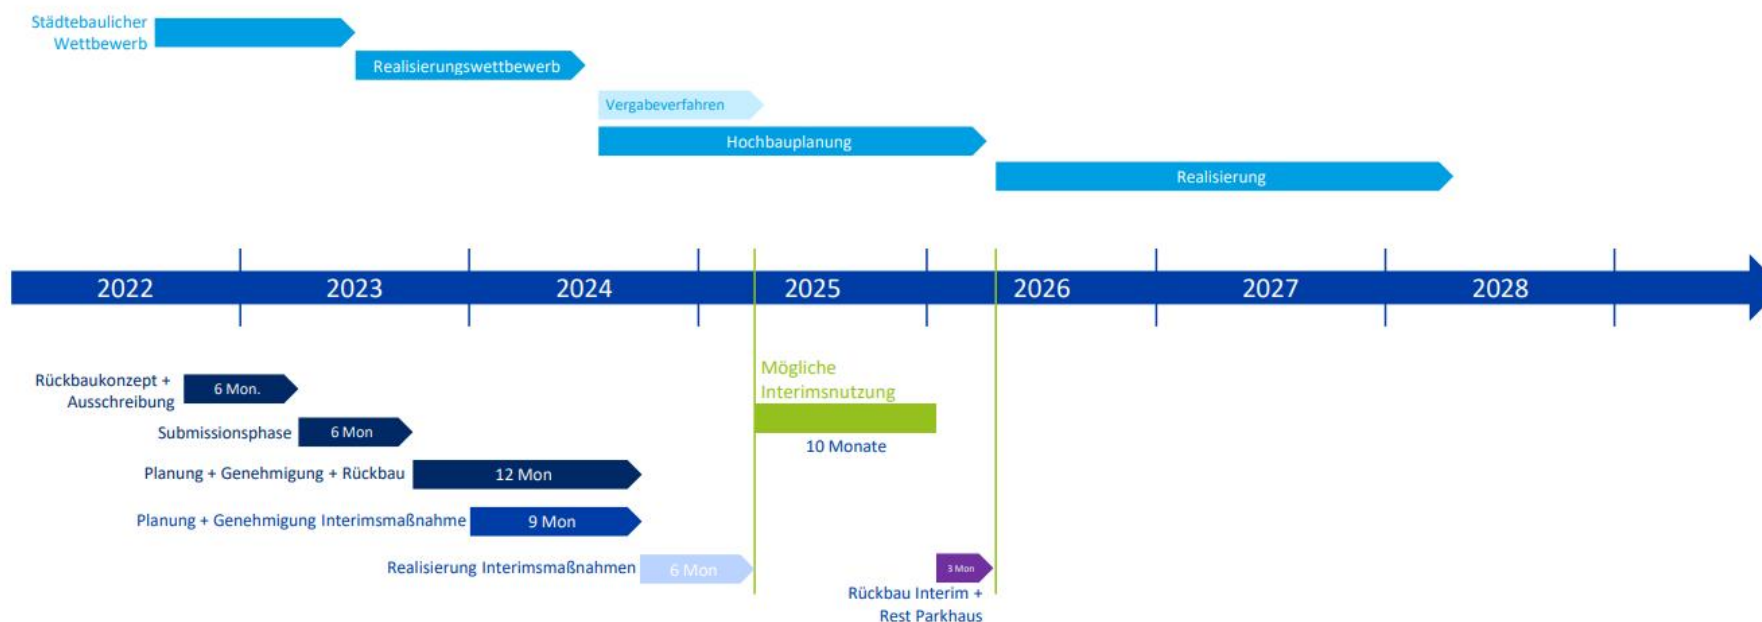 Städtebaulicher
Wettbewerb
Realisierungswettbewerb
Vergabeverfahren
Hochbauplanung
Realisierung
2022 2023 2024 2025 2026 2027 2028
Mögliche
Interimsnutzung
10 Monate
Rückbaukonzept +
Ausschreibung
6 Mon.
Submissionsphase
6 Mon
Planung + Genehmigung + Rückbau
12 Mon
Planung + Genehmigung Interimsmaßnahme
9 Mon
Realisierung Interimsmaßnahmen
6 Mon
3 Mon
Rückbau Interim +
Rest Parkhaus